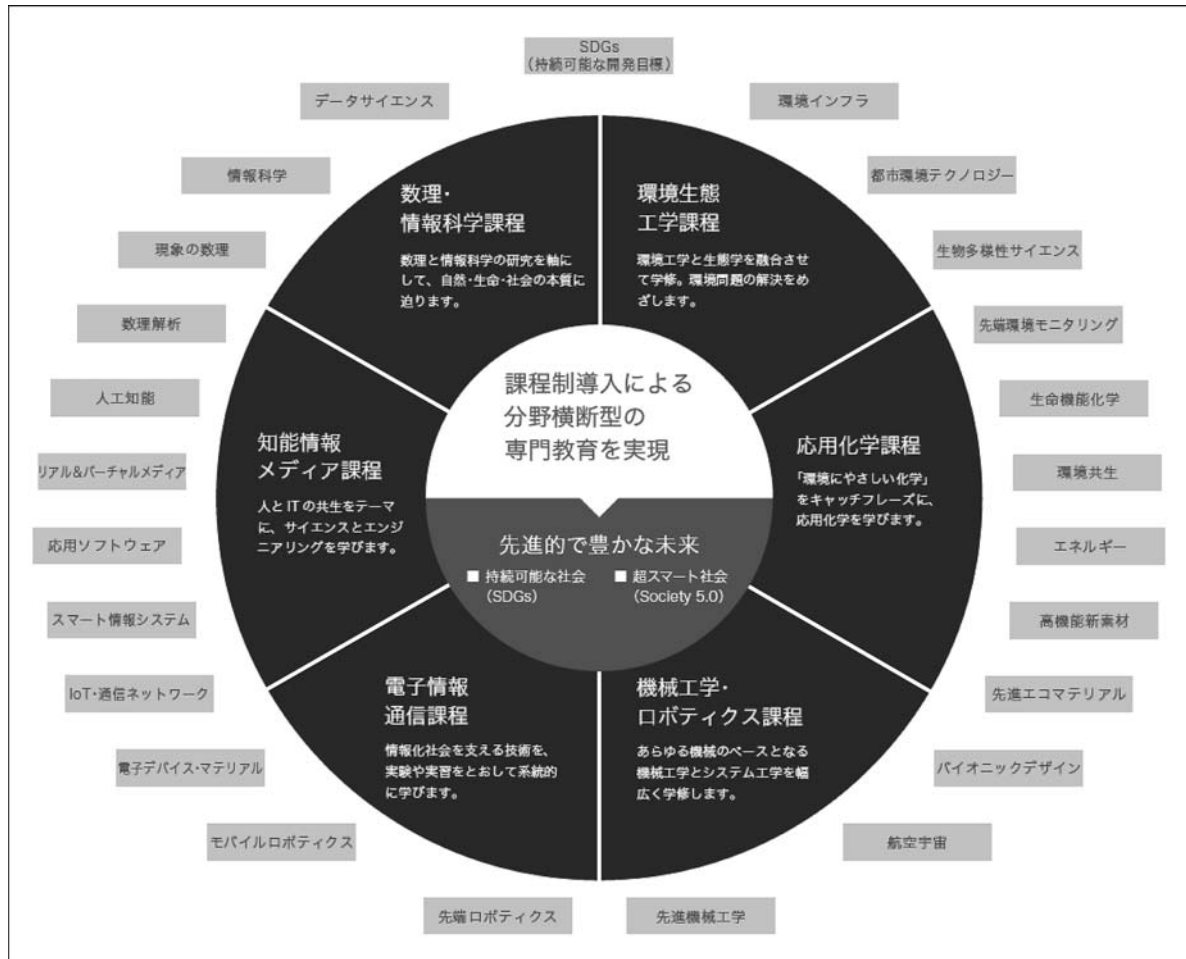 SDGs
(持続可能な開発目標)
データサイエンス
環境インフラ
情報科学
都市環境テクノロジー
現象の数理
生物多様性サイエンス
数理解析
先端環境モニタリング
人工知能
生命機能化学
リアル&バーチャルメディア
環境共生
応用ソフトウェア
エネルギー
スマート情報システム
高機能新素材
IoT・通信ネットワーク
先進エコマテリアル
電子デバイス・マテリアル
バイオニックデザイン
モバイルロボティクス
航空宇宙
先端ロボティクス
先進機械工学
数理・
情報科学課程
数理と情報科学の研究を軸に
して、自然・生命・社会の本質に
迫ります。
環境生態
工学課程
環境工学と生態学を融合させ
て学修。環境問題の解決をめ
ざします。
知能情報
メディア課程
人とITの共生をテーマ
に、サイエンスとエンジ
ニアリングを学びます。
応用化学課程
「環境にやさしい化学」
をキャッチフレーズに、
応用化学を学びます。
電子情報
通信課程
情報化社会を支える技術を、
実験や実習をとおして系統的
に学びます。
機械工学・
ロボティクス課程
あらゆる機械のベースとなる
機械工学とシステム工学を幅
広く学修します。
課程制導入による
分野横断型の
専門教育を実現
先進的で豊かな未来
■ 持続可能な社会
(SDGs)
■ 超スマート社会
(Society 5.0)